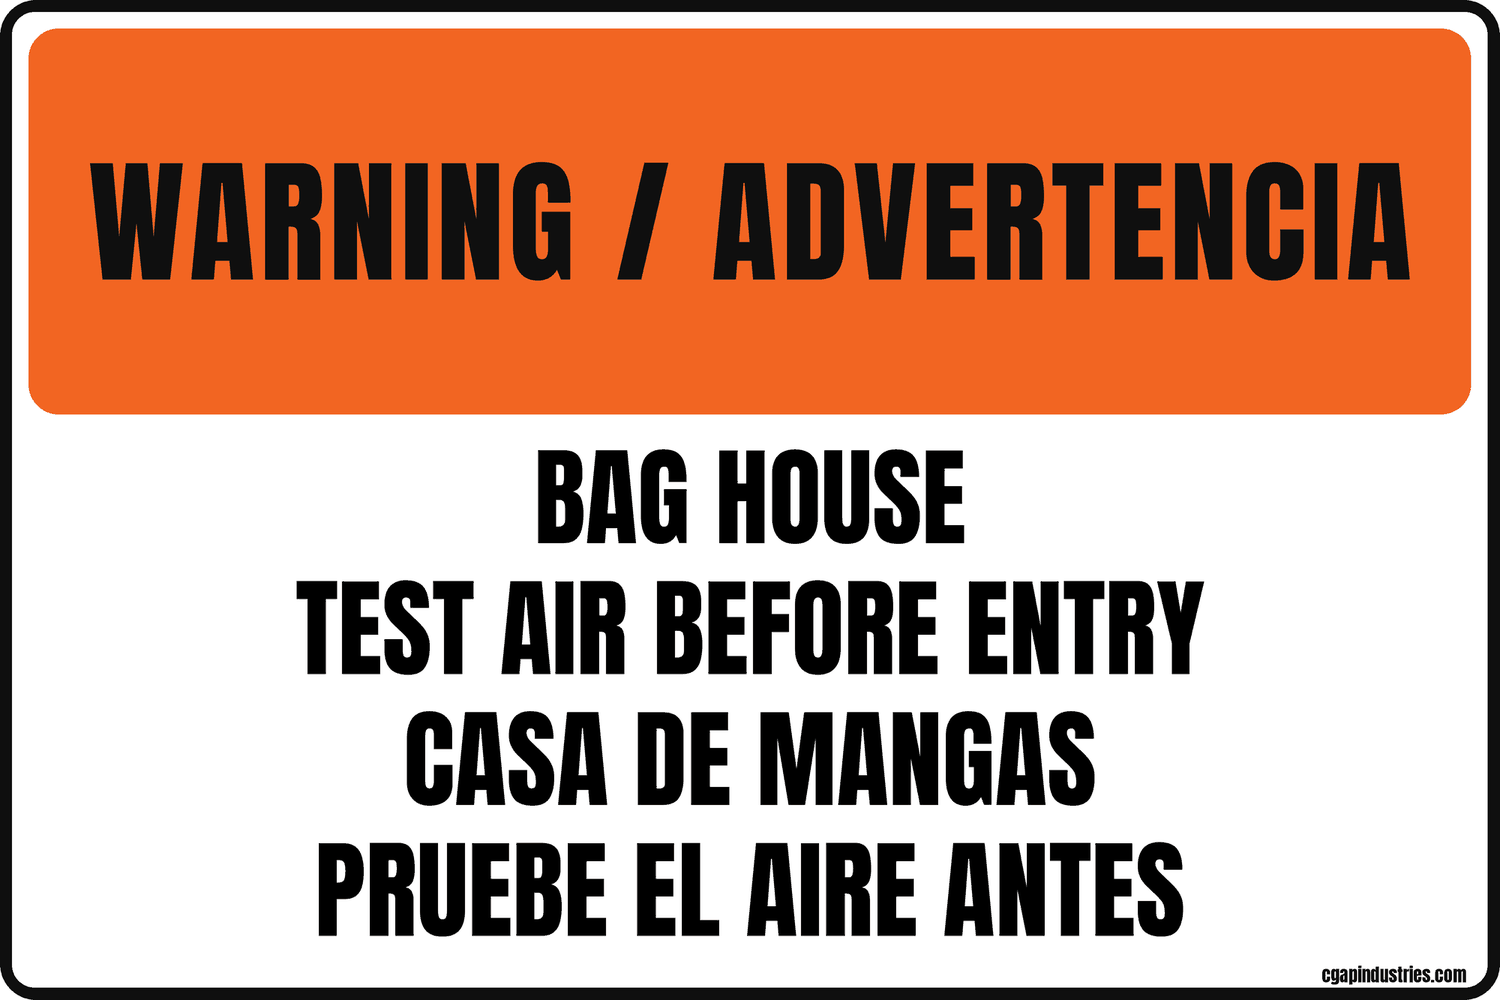 WARNING / ADVERTENCIA
BAG HOUSE
TEST AIR BEFORE ENTRY
CASA DE MANGAS
PRUEBE EL AIRE ANTES
cgapindustries.com